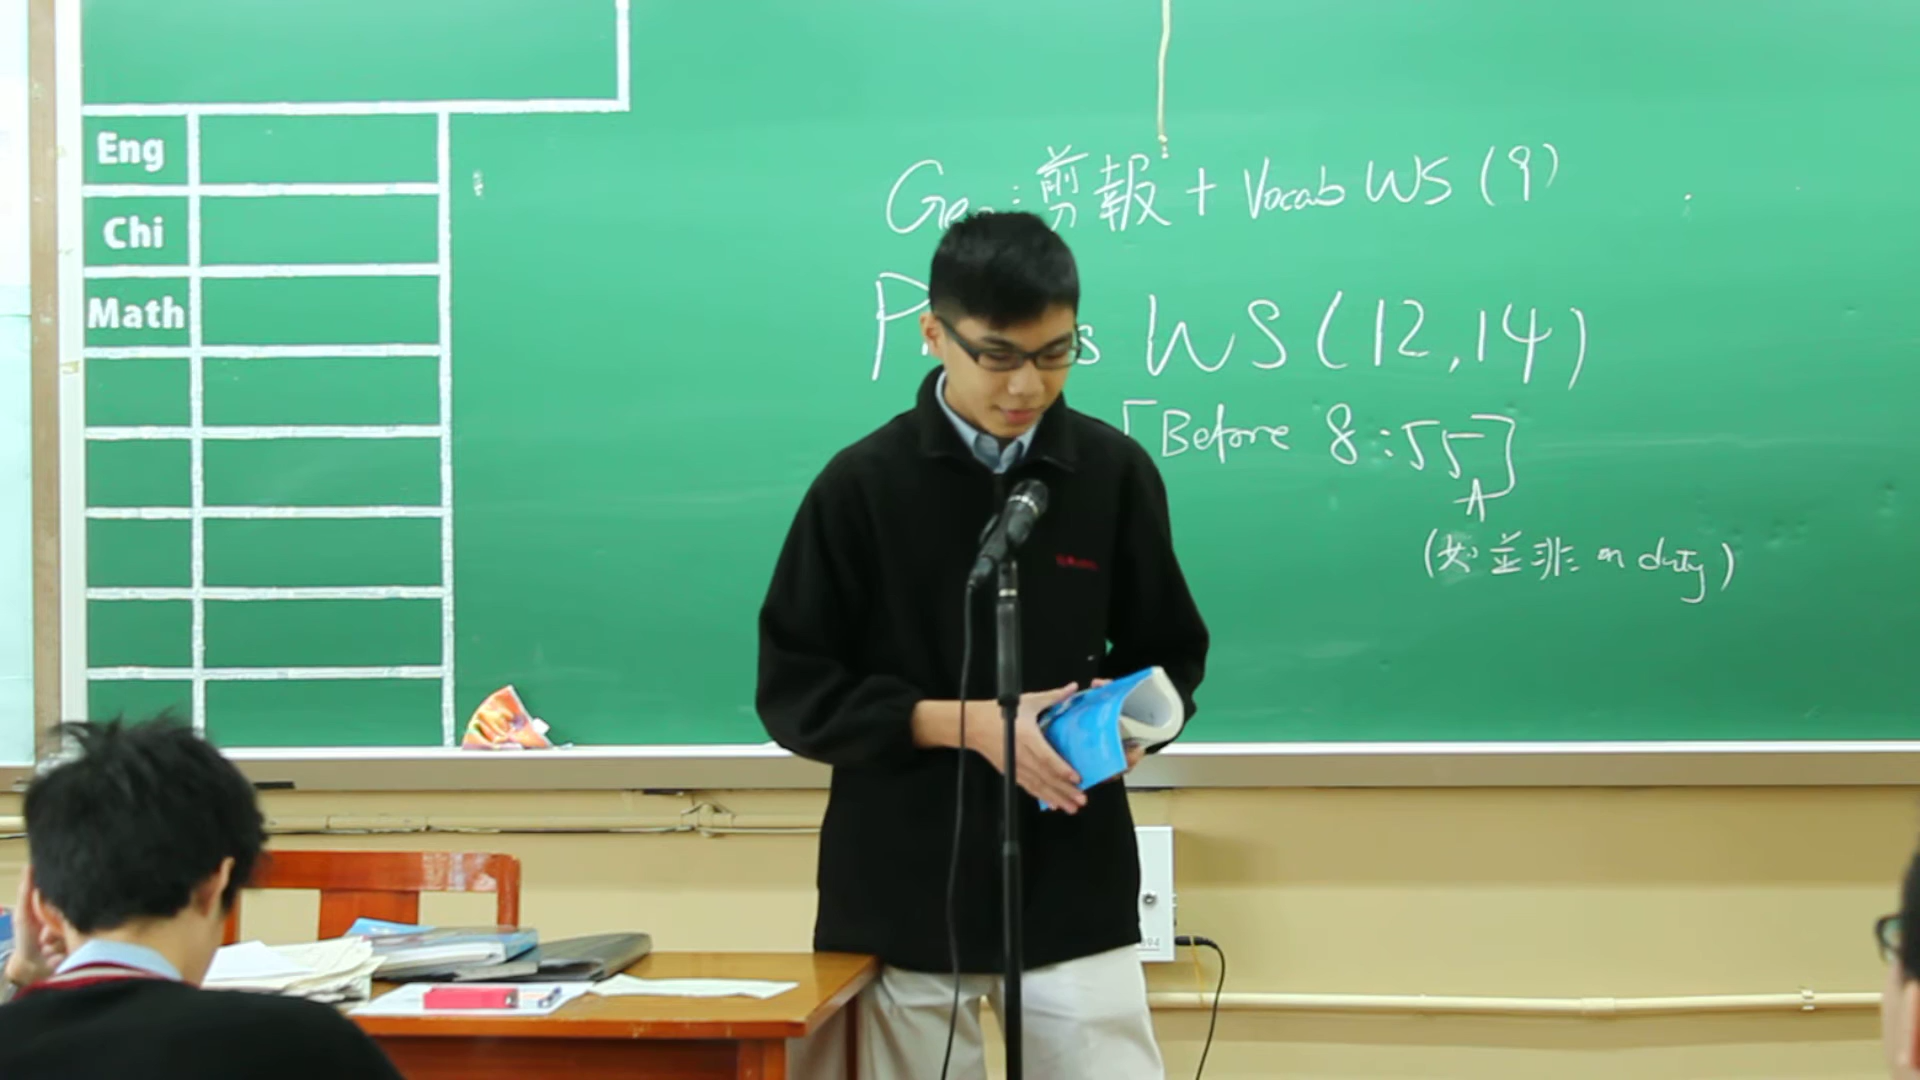 Eng
Chi
Math
Ge : 剪報 + Vocab WS (9)
WS (12,14)
[Before 8:55]
(如並非 on duty)